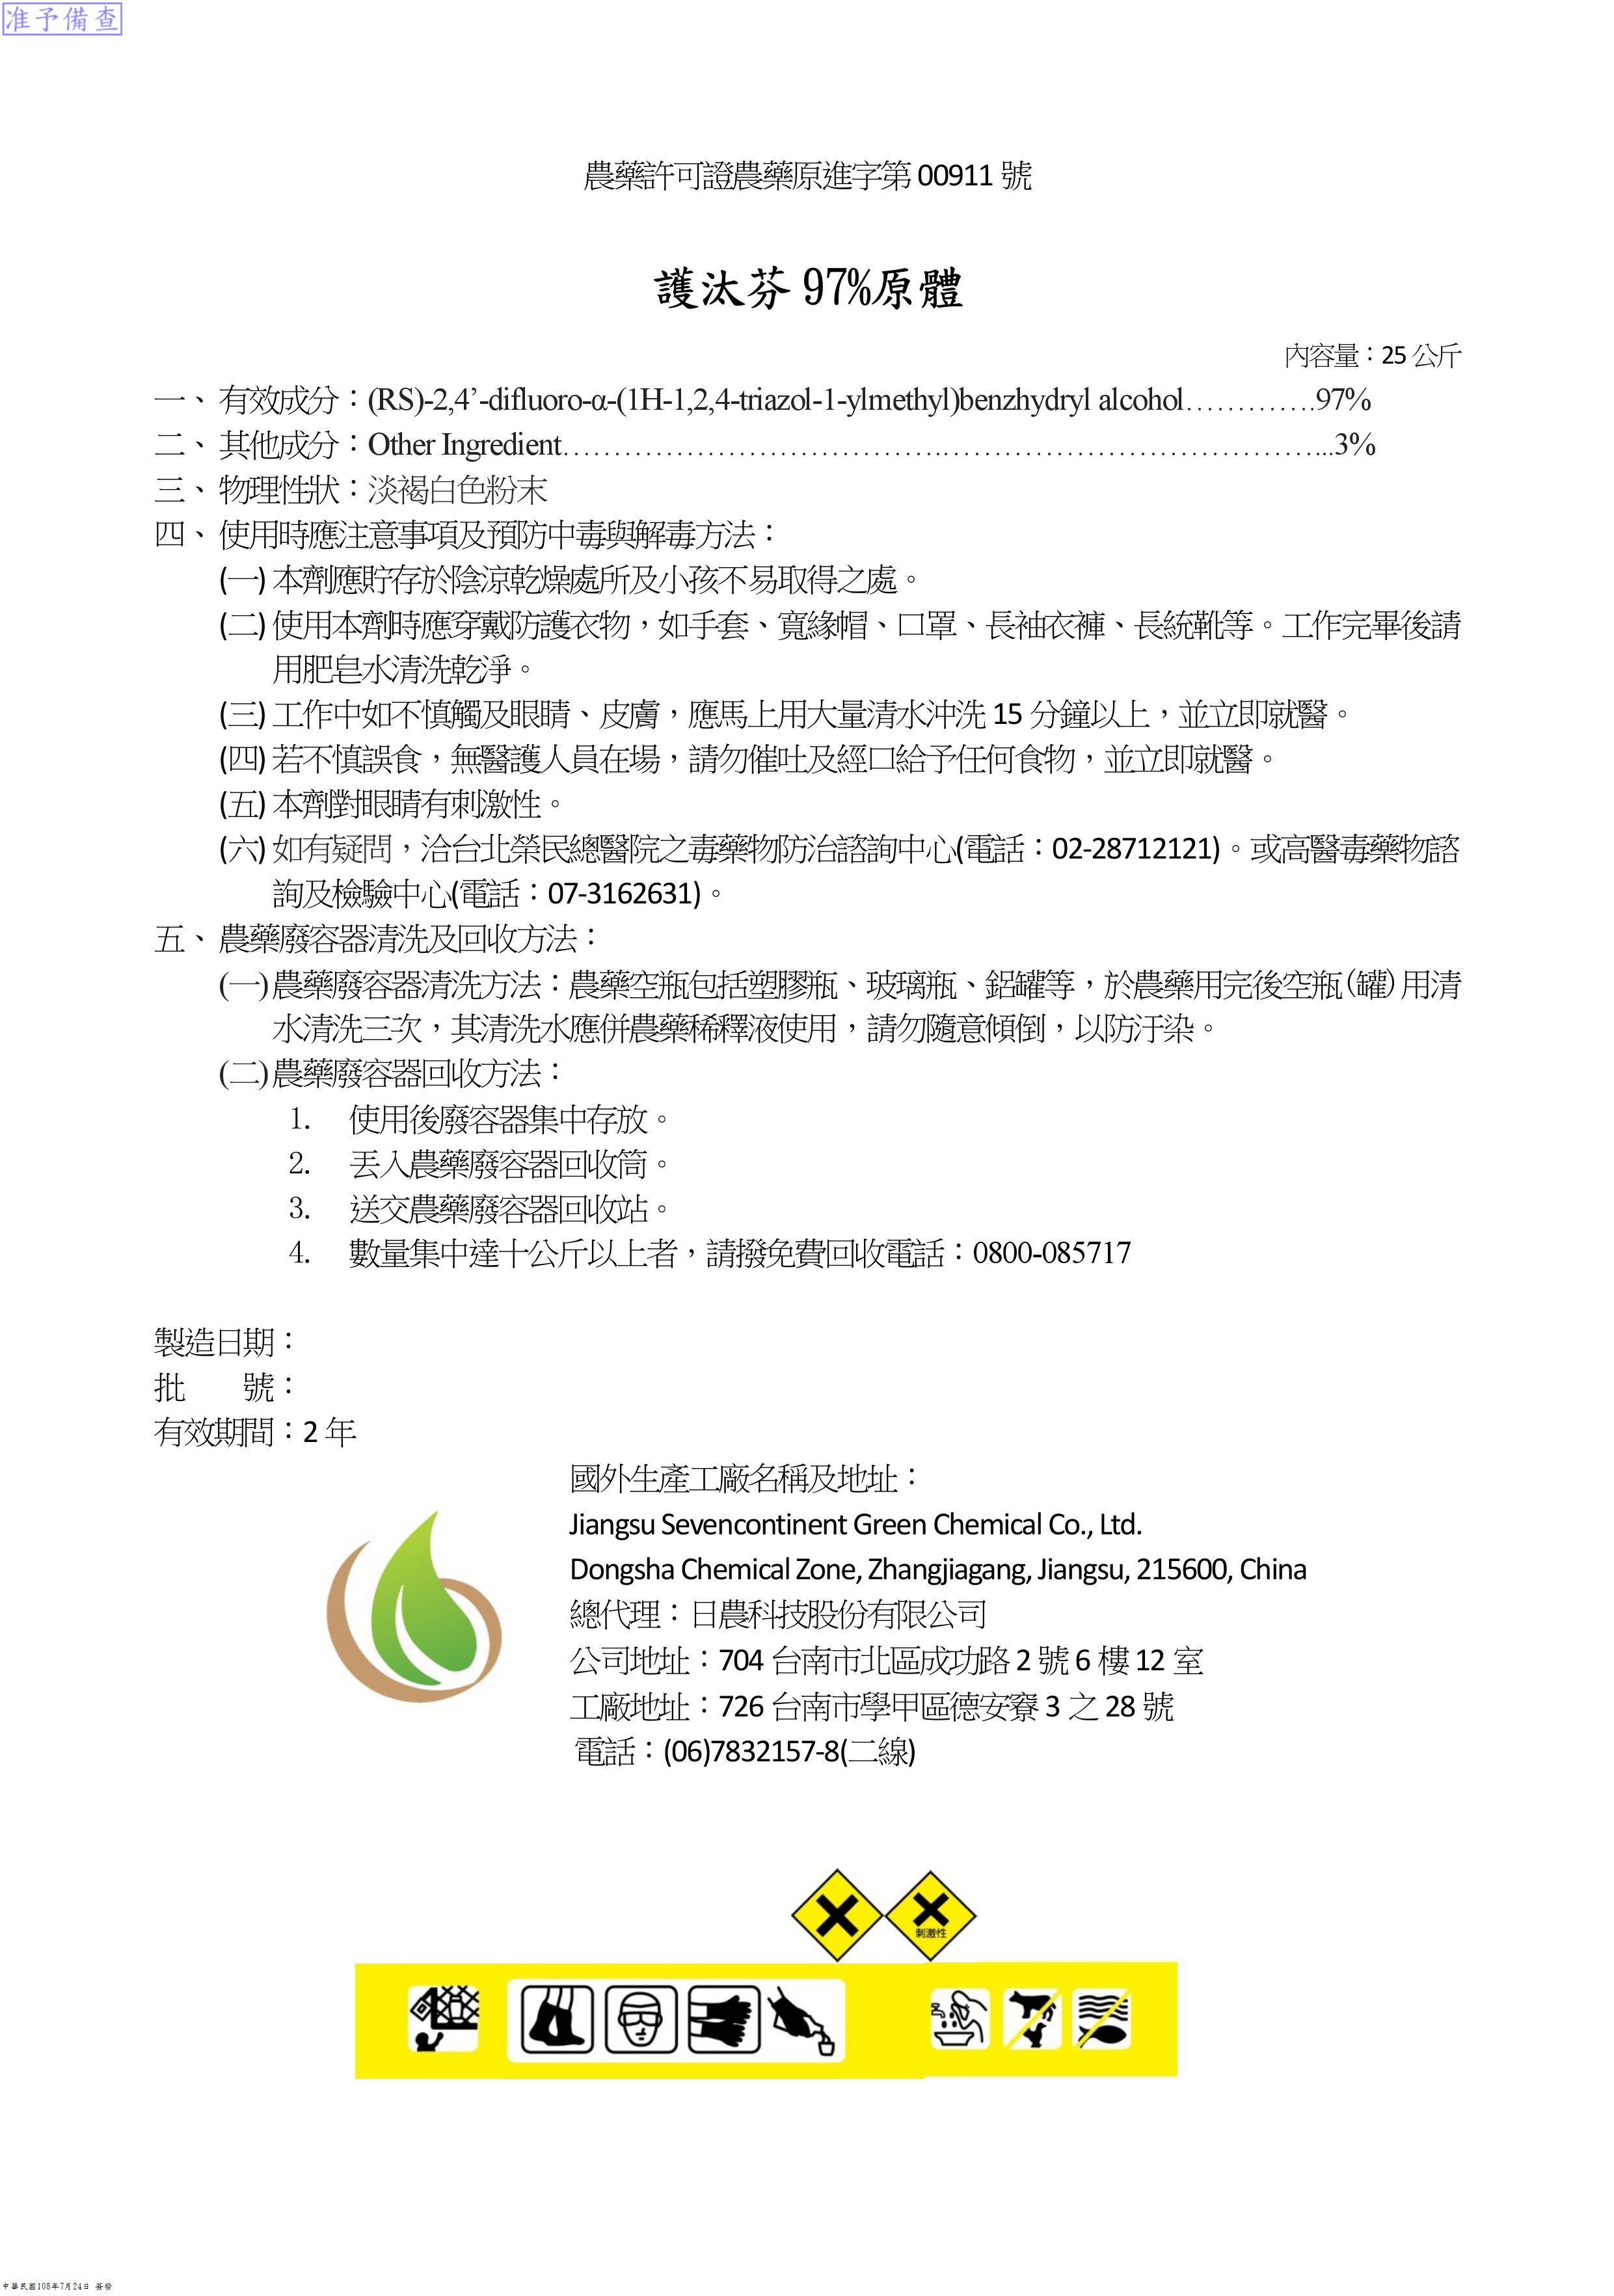 准予備查
農藥許可證農藥原進字第 00911 號
護汰芬 97%原體
內容量：25 公斤
一、 有效成分：(RS)-2,4’-difluoro-α-(1H-1,2,4-triazol-1-ylmethyl)benzhydryl alcohol………….97%
二、 其他成分：Other Ingredient……………………………….………………………………...3%
三、 物理性狀：淡褐白色粉末
四、 使用時應注意事項及預防中毒與解毒方法：
(一) 本劑應貯存於陰涼乾燥處所及小孩不易取得之處。
(二) 使用本劑時應穿戴防護衣物，如手套、寬緣帽、口罩、長袖衣褲、長統靴等。工作完畢後請
用肥皂水清洗乾淨。
(三) 工作中如不慎觸及眼睛、皮膚，應馬上用大量清水沖洗 15 分鐘以上，並立即就醫。
(四) 若不慎誤食，無醫護人員在場，請勿催吐及經口給予任何食物，並立即就醫。
(五) 本劑對眼睛有刺激性。
(六) 如有疑問，洽台北榮民總醫院之毒藥物防治諮詢中心(電話：02-28712121)。或高醫毒藥物諮
詢及檢驗中心(電話：07-3162631)。
五、 農藥廢容器清洗及回收方法：
(一)農藥廢容器清洗方法：農藥空瓶包括塑膠瓶、玻璃瓶、鋁罐等，於農藥用完後空瓶(罐)用清
水清洗三次，其清洗水應併農藥稀釋液使用，請勿隨意傾倒，以防汙染。
(二)農藥廢容器回收方法：
1. 使用後廢容器集中存放。
2. 丟入農藥廢容器回收筒。
3. 送交農藥廢容器回收站。
4. 數量集中達十公斤以上者，請撥免費回收電話：0800-085717
製造日期：
批　　號：
有效期間：2 年
國外生產工廠名稱及地址：
Jiangsu Sevencontinent Green Chemical Co., Ltd.
Dongsha Chemical Zone, Zhangjiagang, Jiangsu, 215600, China
總代理：日農科技股份有限公司
公司地址：704 台南市北區成功路 2 號 6 樓 12 室
工廠地址：726 台南市學甲區德安寮 3 之 28 號
電話：(06)7832157-8(二線)
刺激性
中華民國108年7月24日 簽發